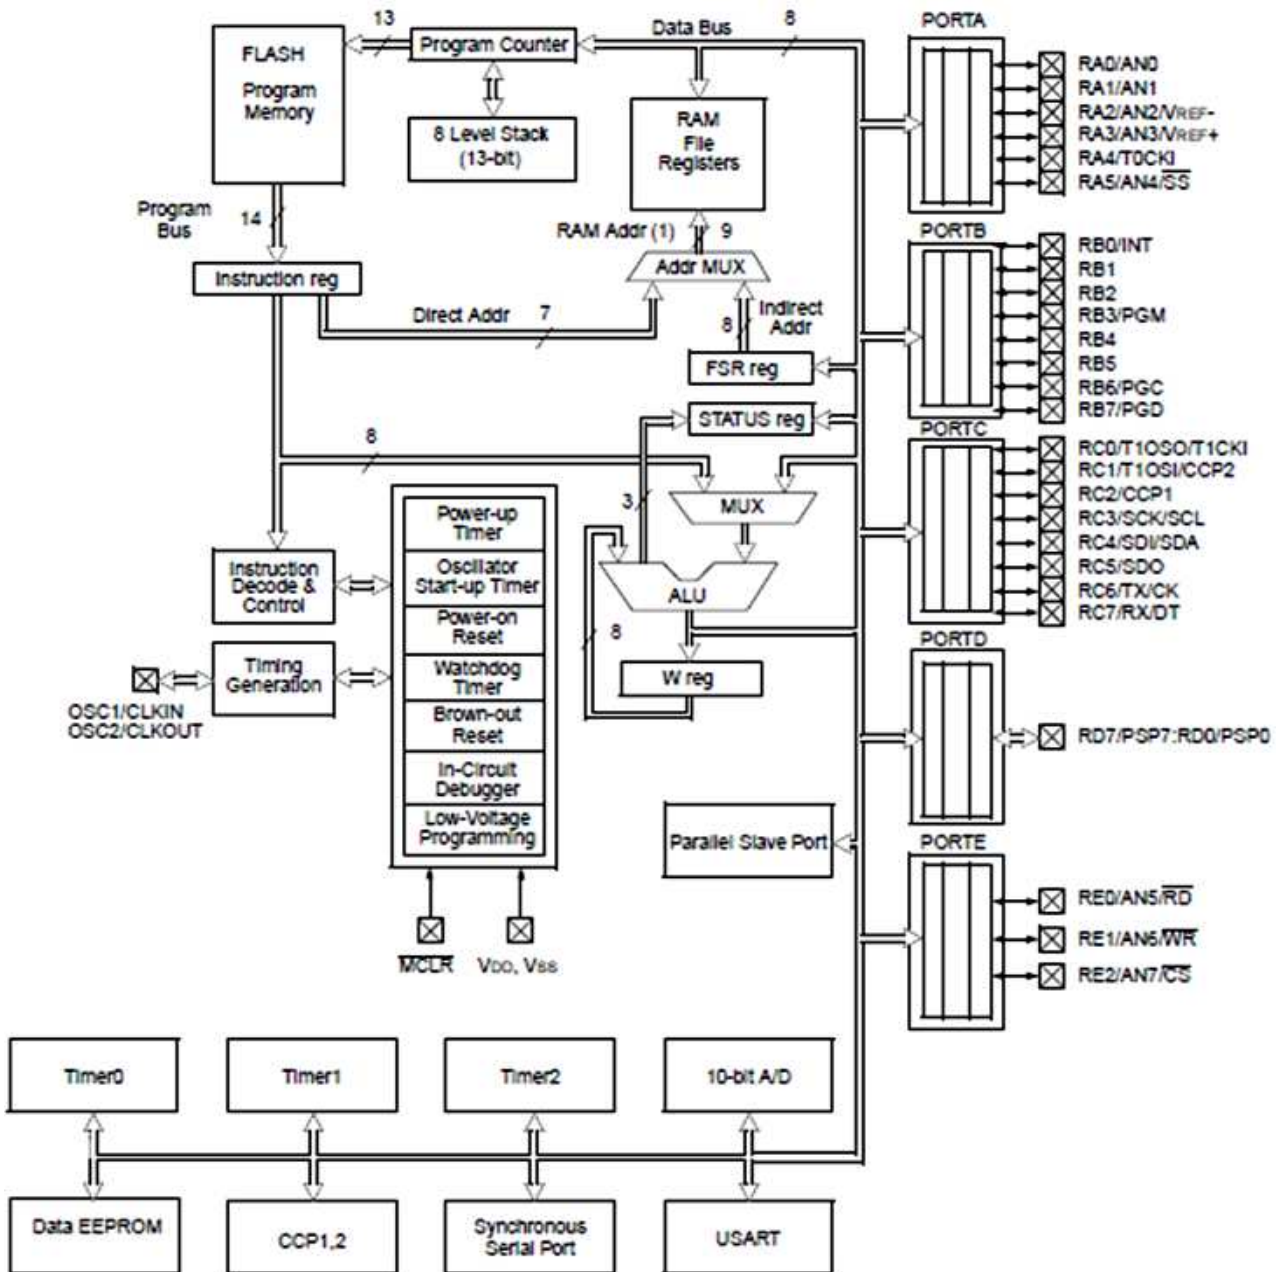 FLASH
Program
Memory
13
Program Counter
Data Bus
8
8 Level Stack
(13-bit)
RAM
File
Registers
Program
Bus
14
RAM Addr (1)
9
Addr MUX
Instruction reg
Direct Addr
7
8
Indirect
Addr
FSR reg
STATUS reg
8
3
MUX
ALU
8
W reg
Power-up
Timer
Oscillator
Start-up Timer
Power-on
Reset
Watchdog
Timer
Brown-out
Reset
In-Circuit
Debugger
Low-Voltage
Programming
Instruction
Decode &
Control
Timing
Generation
OSC1/CLKIN
OSC2/CLKOUT
MCLR
VDD, VSS
Parallel Slave Port
PORTA
RA0/AN0
RA1/AN1
RA2/AN2/VREF-
RA3/AN3/VREF+
RA4/T0CKI
RA5/AN4/SS
PORTB
RB0/INT
RB1
RB2
RB3/PGM
RB4
RB5
RB6/PGC
RB7/PGD
PORTC
RC0/T1OSO/T1CKI
RC1/T1OSI/CCP2
RC2/CCP1
RC3/SCK/SCL
RC4/SDI/SDA
RC5/SDO
RC6/TX/CK
RC7/RX/DT
PORTD
RD7/PSP7:RD0/PSP0
PORTE
RE0/AN5/RD
RE1/AN6/WR
RE2/AN7/CS
Timer0
Timer1
Timer2
10-bit A/D
Data EEPROM
CCP1,2
Synchronous
Serial Port
USART